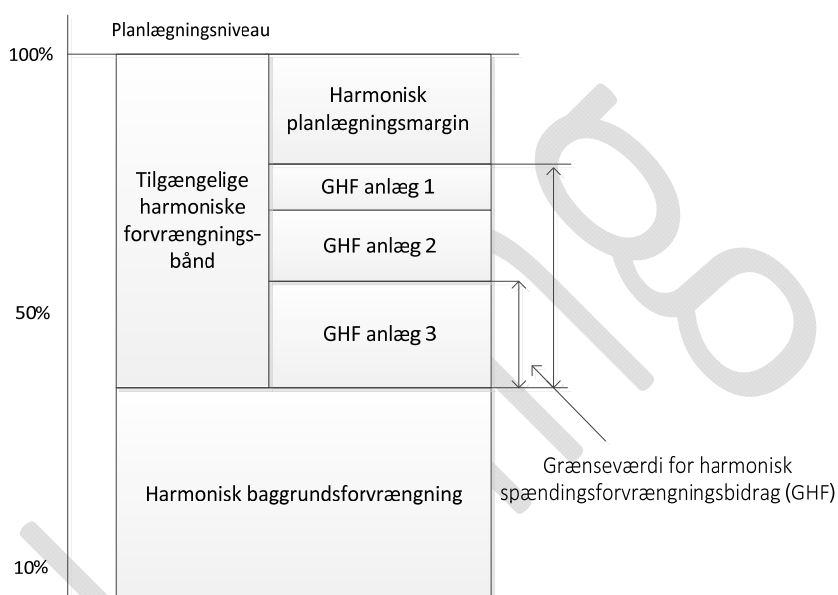 Planlægningsniveau
100%
Harmonisk
planlægningsmargin
Tilgængelige
harmoniske
forvrængnings-
bånd
GHF anlæg 1
GHF anlæg 2
50%
GHF anlæg 3
Grænseværdi for harmonisk
spændingsforvrængningsbidrag (GHF)
Harmonisk baggrundsforvrængning
10%